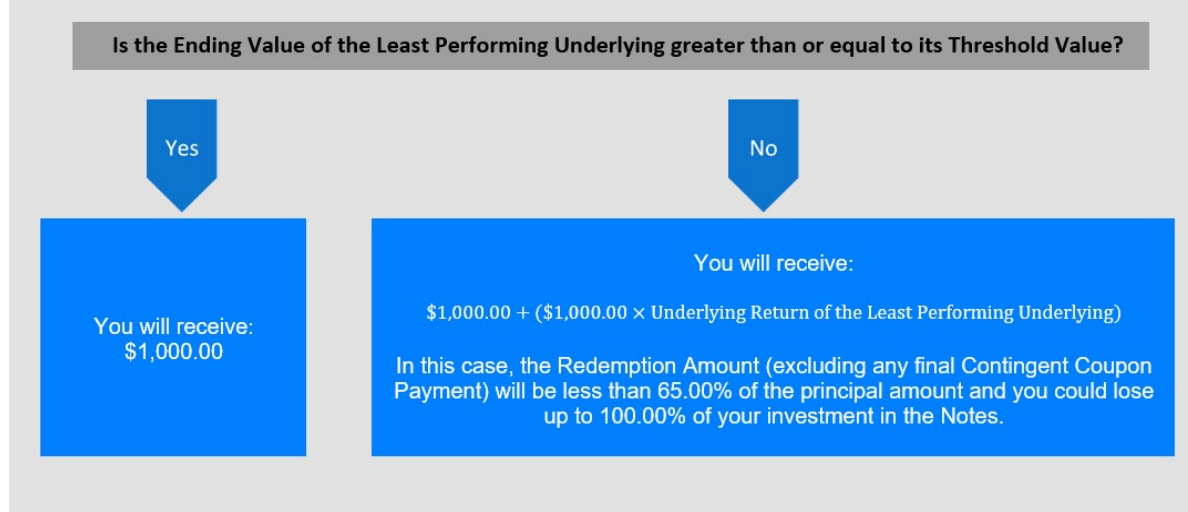 Is the Ending Value of the Least Performing Underlying greater than or equal to its Threshold Value?
Yes
No
You will receive:
$1,000.00
You will receive:
$1,000.00 + ($1,000.00 × Underlying Return of the Least Performing Underlying)
In this case, the Redemption Amount (excluding any final Contingent Coupon
Payment) will be less than 65.00% of the principal amount and you could lose
up to 100.00% of your investment in the Notes.